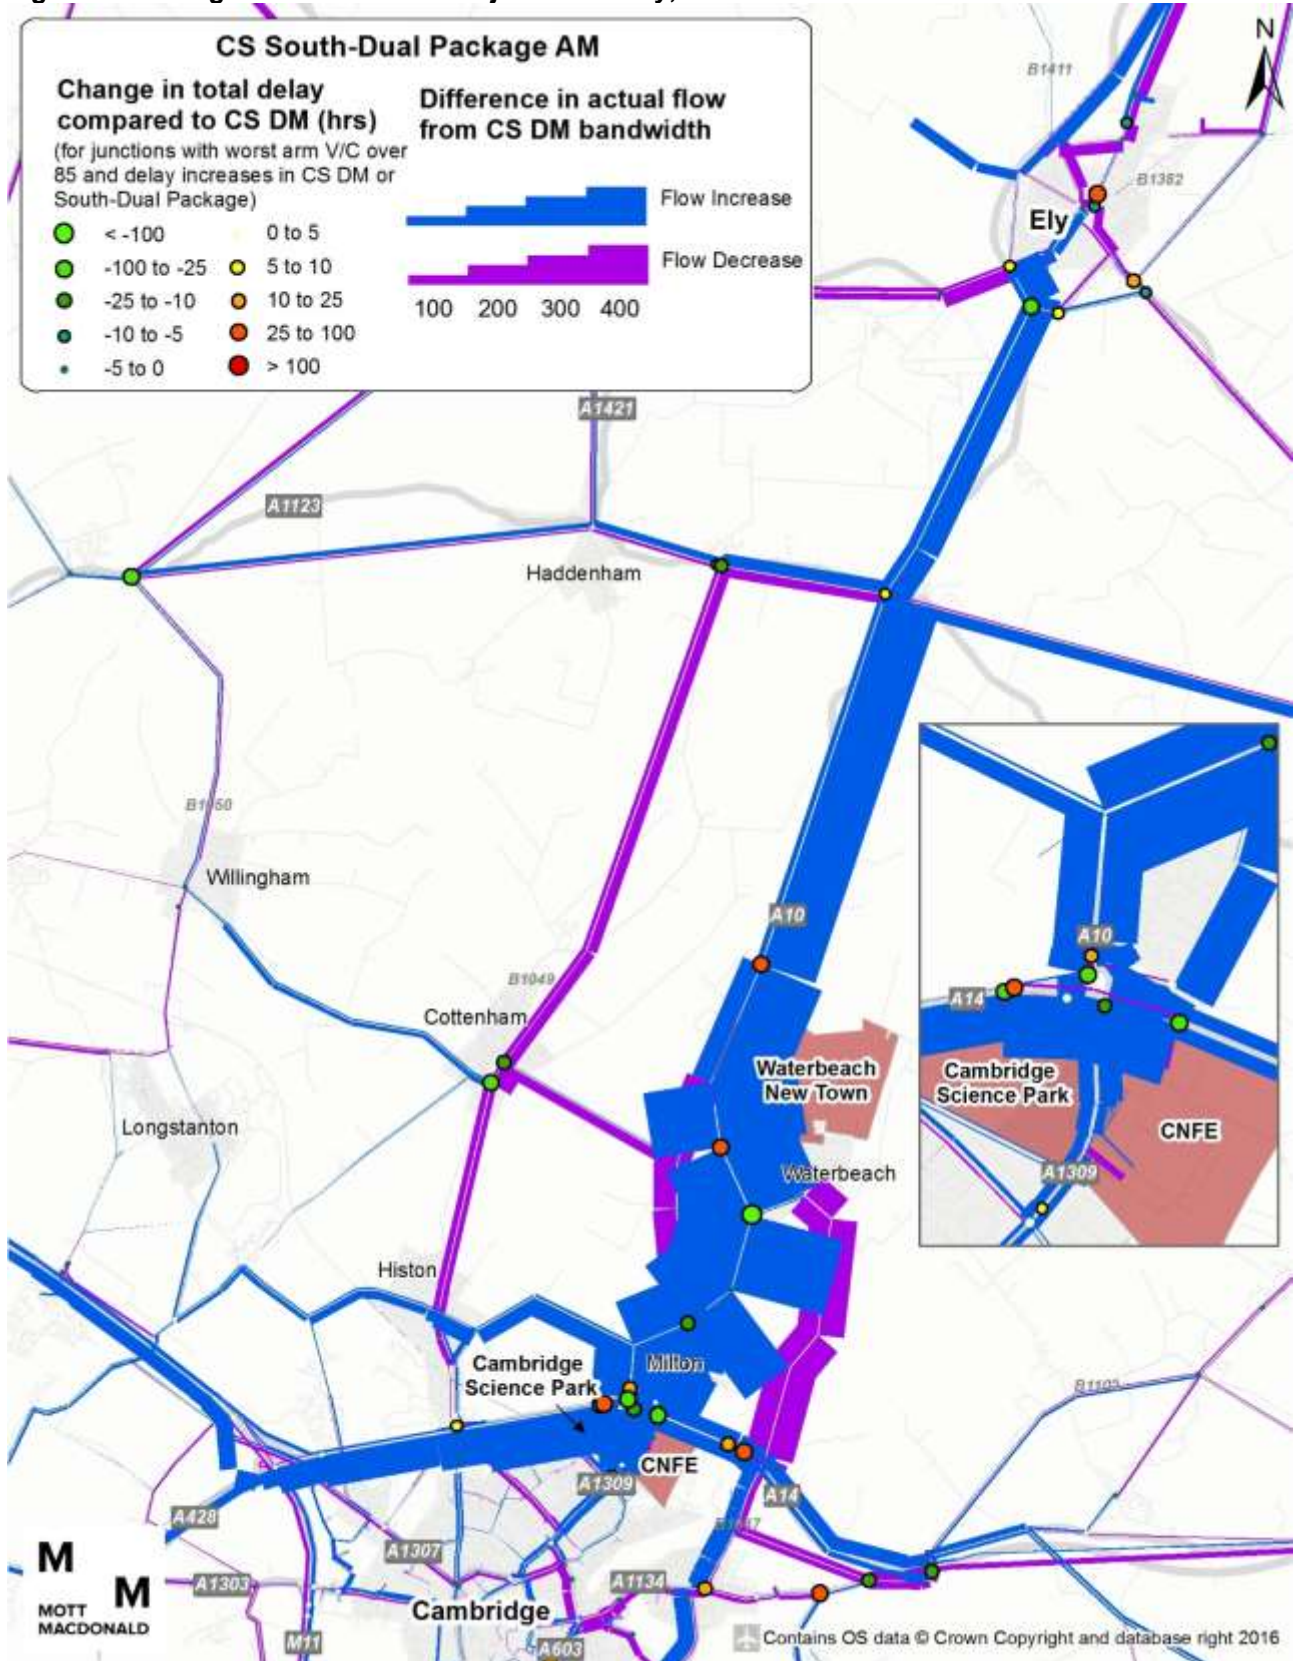 CS South-Dual Package AM
Change in total delay
compared to CS DM (hrs)
(for junctions with worst arm V/C over
85 and delay increases in CS DM or
South-Dual Package)
< -100
-100 to -25
-25 to -10
-10 to -5
-5 to 0
0 to 5
5 to 10
10 to 25
25 to 100
> 100
Difference in actual flow
from CS DM bandwidth
Flow Increase
Flow Decrease
100 200 300 400
N
B1411
B1382
Ely
A1421
A1123
Haddenham
B1050
Willingham
A10
B1049
Cottenham
Waterbeach
New Town
Waterbeach
Longstanton
Histon
Cambridge
Science Park
Milton
B1102
CNFE
A1309
A14
A428
A1307
A1303
A1134
Cambridge
M11
A603
A10
A14
Cambridge
Science Park
CNFE
A1309
M
M
MOTT
MACDONALD
Contains OS data © Crown Copyright and database right 2016